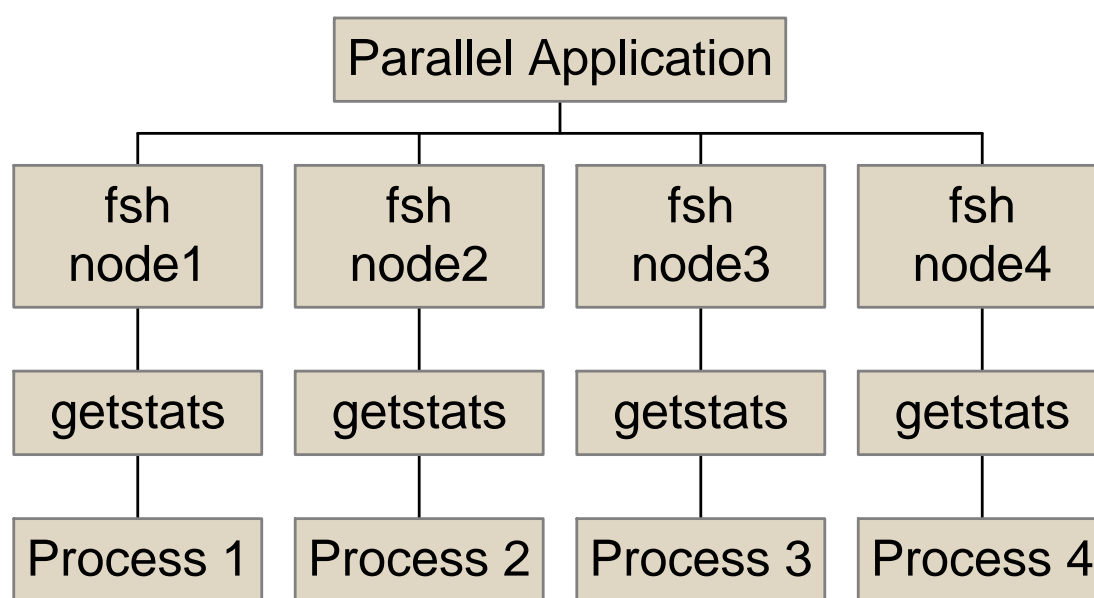 Parallel Application
fsh
node1
fsh
node2
fsh
node3
fsh
node4
getstats
getstats
getstats
getstats
Process 1
Process 2
Process 3
Process 4